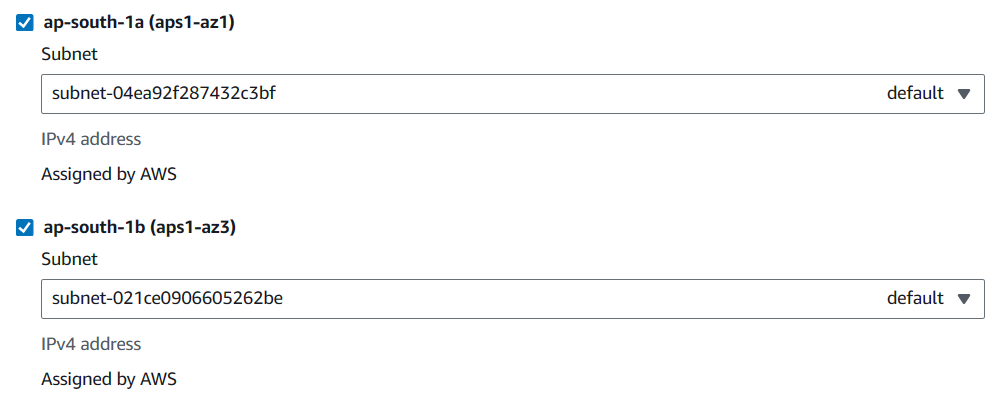 ap-south-1a (aps1-az1)
Subnet
subnet-04ea92f287432c3bf default
IPv4 address
Assigned by AWS
ap-south-1b (aps1-az3)
Subnet
subnet-021ce0906605262be default
IPv4 address
Assigned by AWS